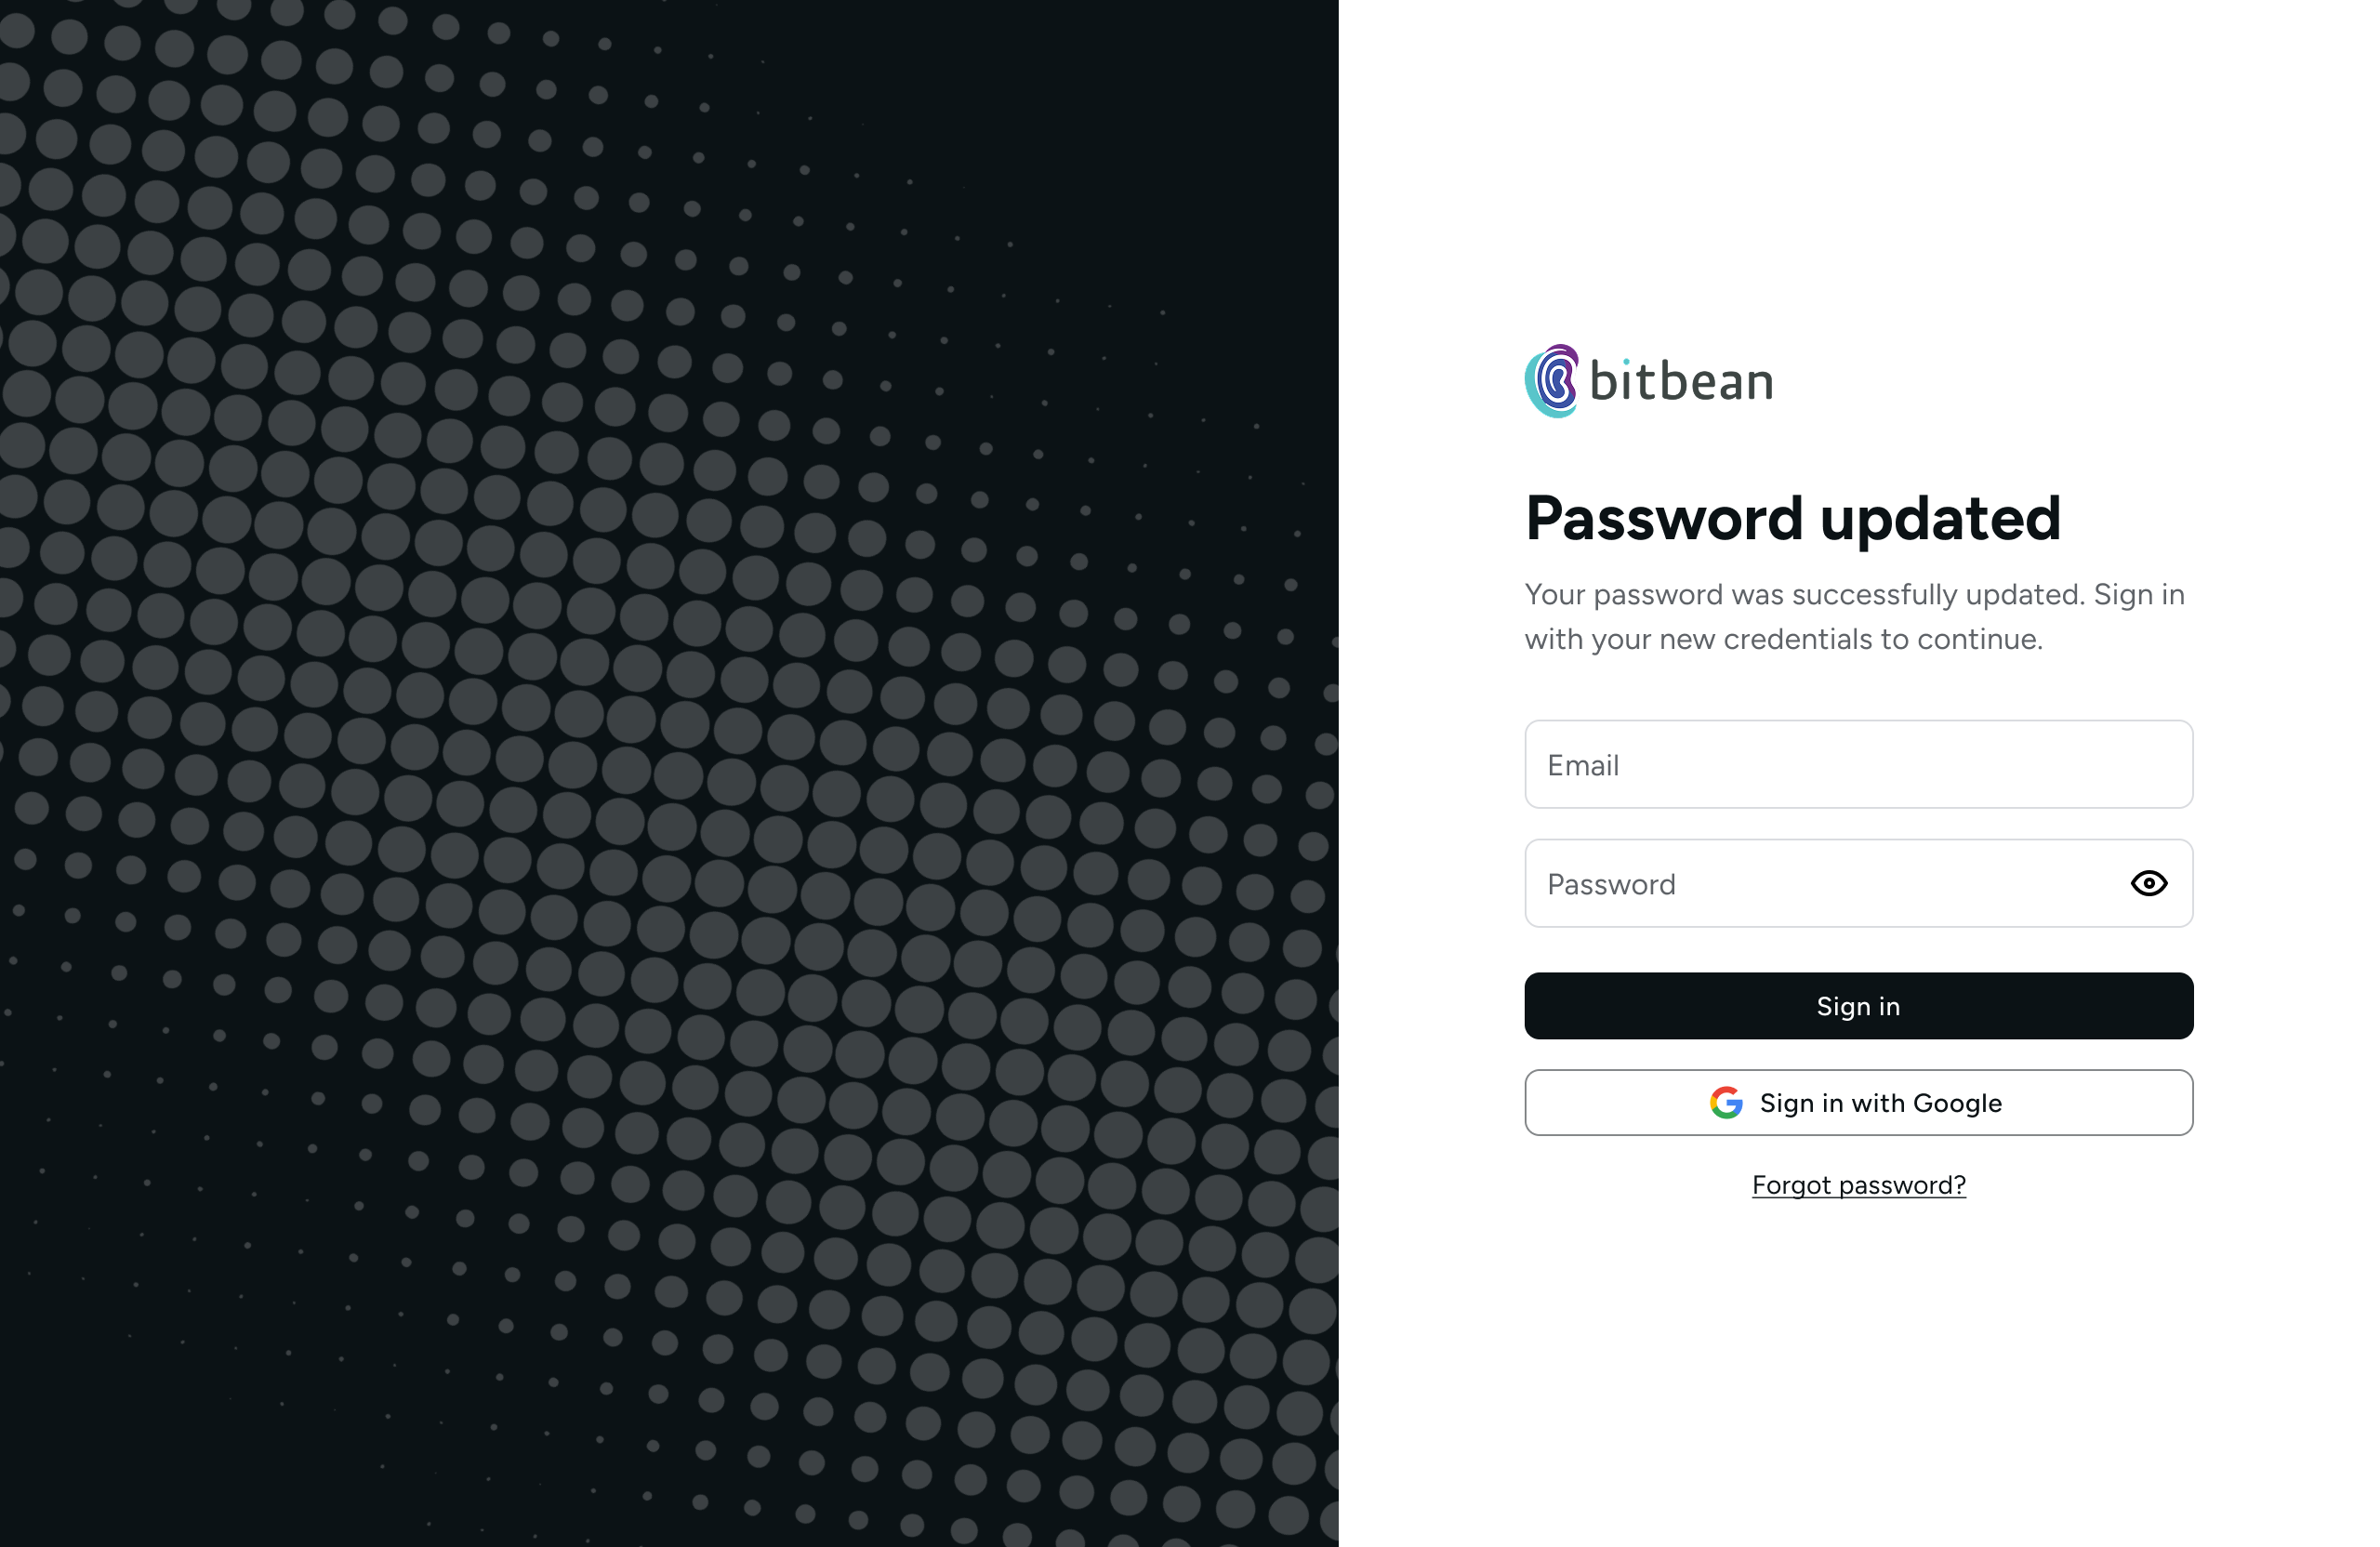 bitbean
Password updated
Your password was successfully updated. Sign in
with your new credentials to continue.
Email
Password
Sign in
Sign in with Google
Forgot password?